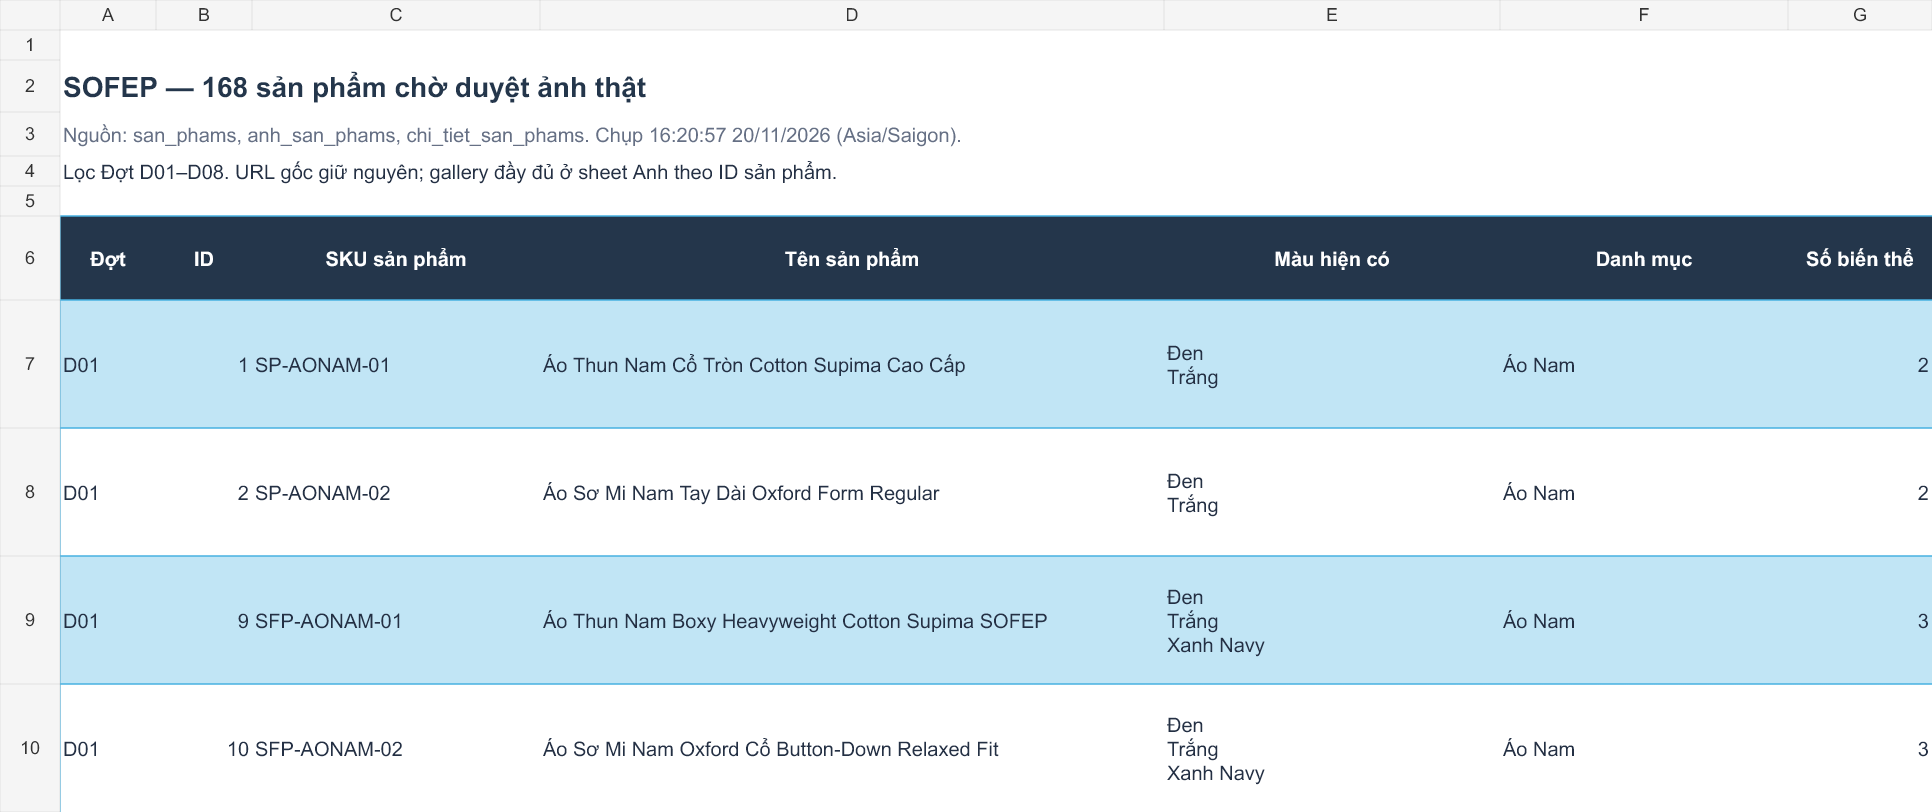 A B C D E F G
1
2 SOFEP — 168 sản phẩm chờ duyệt ảnh thật
3 Nguồn: san_phams, anh_san_phams, chi_tiet_san_phams. Chụp 16:20:57 20/11/2026 (Asia/Saigon).
4 Lọc Đợt D01–D08. URL gốc giữ nguyên; gallery đầy đủ ở sheet Anh theo ID sản phẩm.
5
6 Đợt ID SKU sản phẩm Tên sản phẩm Màu hiện có Danh mục Số biến thể
7 D01 1 SP-AONAM-01 Áo Thun Nam Cổ Tròn Cotton Supima Cao Cấp Đen
Trắng Áo Nam 2
8 D01 2 SP-AONAM-02 Áo Sơ Mi Nam Tay Dài Oxford Form Regular Đen
Trắng Áo Nam 2
9 D01 9 SFP-AONAM-01 Áo Thun Nam Boxy Heavyweight Cotton Supima SOFEP Đen
Trắng
Xanh Navy Áo Nam 3
10 D01 10 SFP-AONAM-02 Áo Sơ Mi Nam Oxford Cổ Button-Down Relaxed Fit Đen
Trắng
Xanh Navy Áo Nam 3